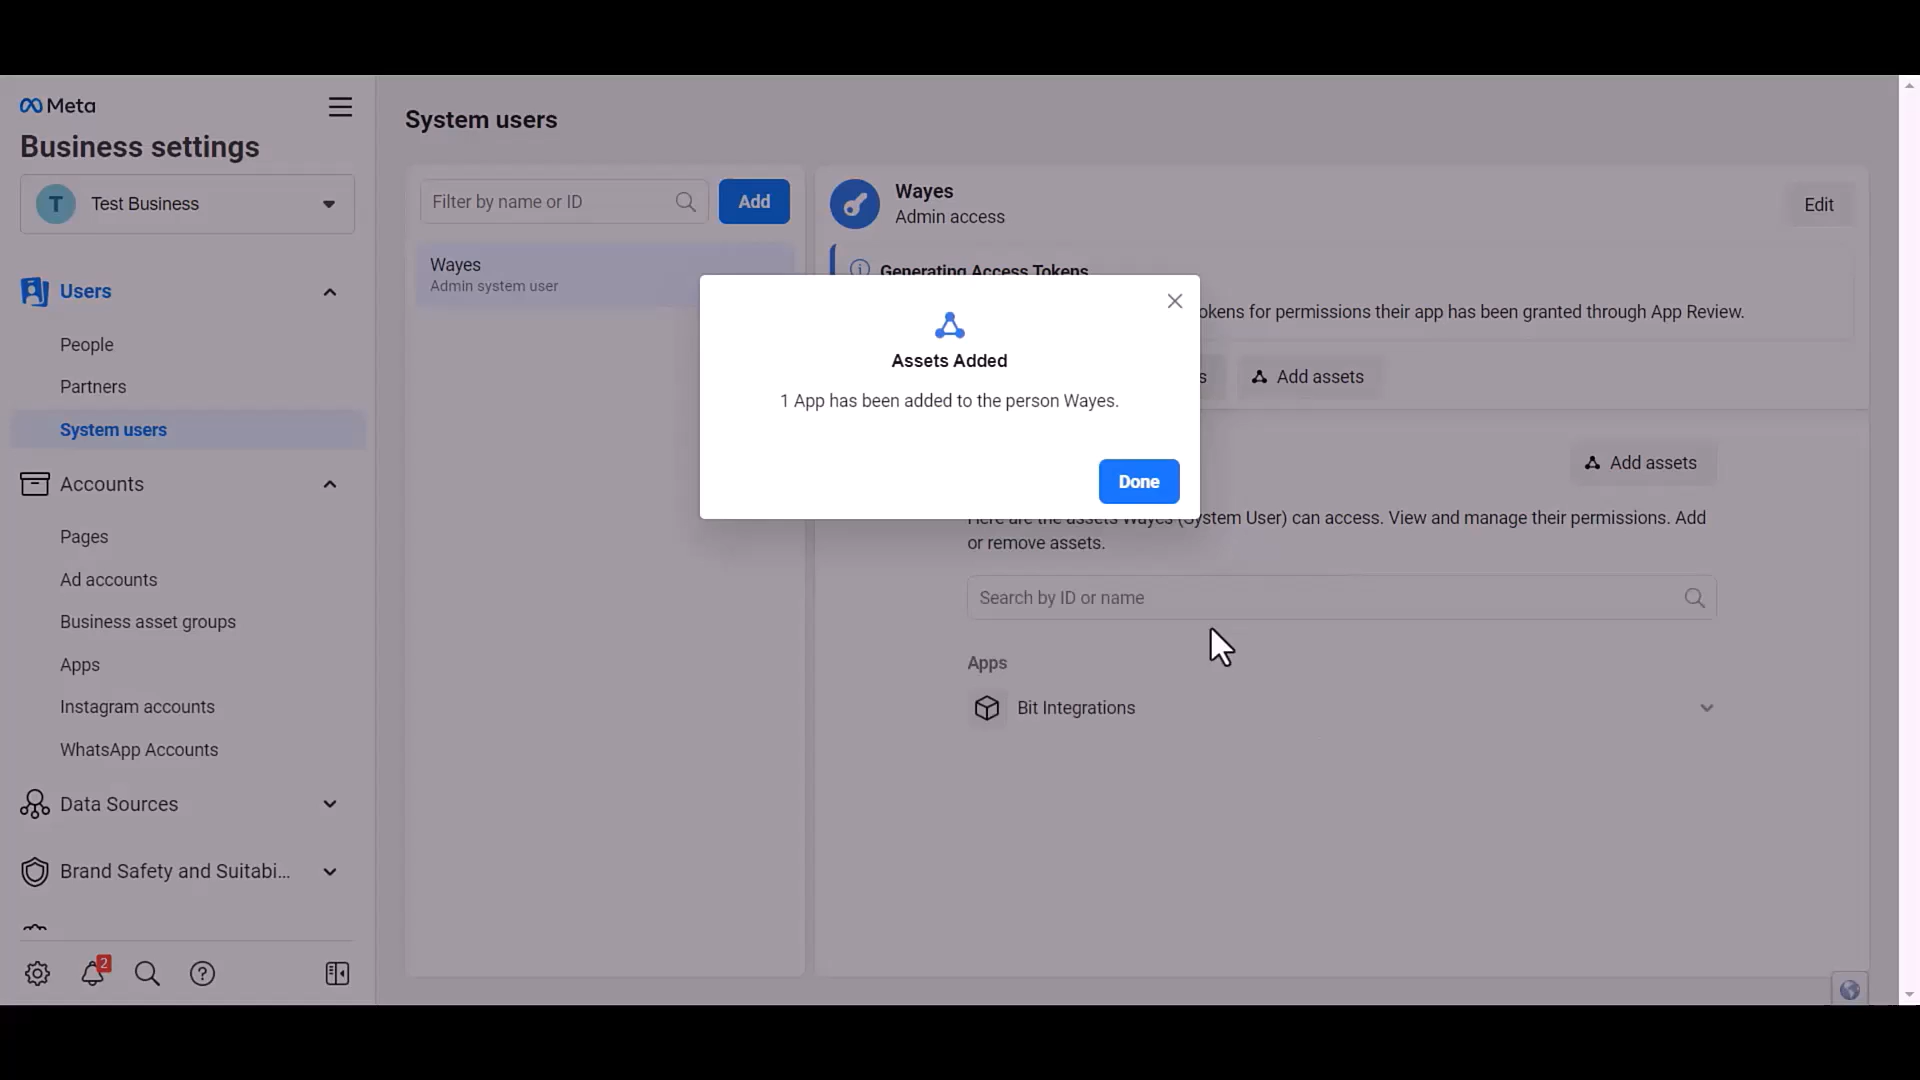 Meta
Business settings
T
Test Business
Users
People
Partners
System users
Accounts
Pages
Ad accounts
Business asset groups
Apps
Instagram accounts
WhatsApp Accounts
Data Sources
Brand Safety and Suitabi...
2
System users
Filter by name or ID
Add
Wayes
Admin system user
Wayes
Admin access
Edit
Generating Access Tokens
okens for permissions their app has been granted through App Review.
s
Add assets
Assets Added
1 App has been added to the person Wayes.
Done
Add assets
Here are the assets Wayes (System User) can access. View and manage their permissions. Add
or remove assets.
Search by ID or name
Apps
Bit Integrations